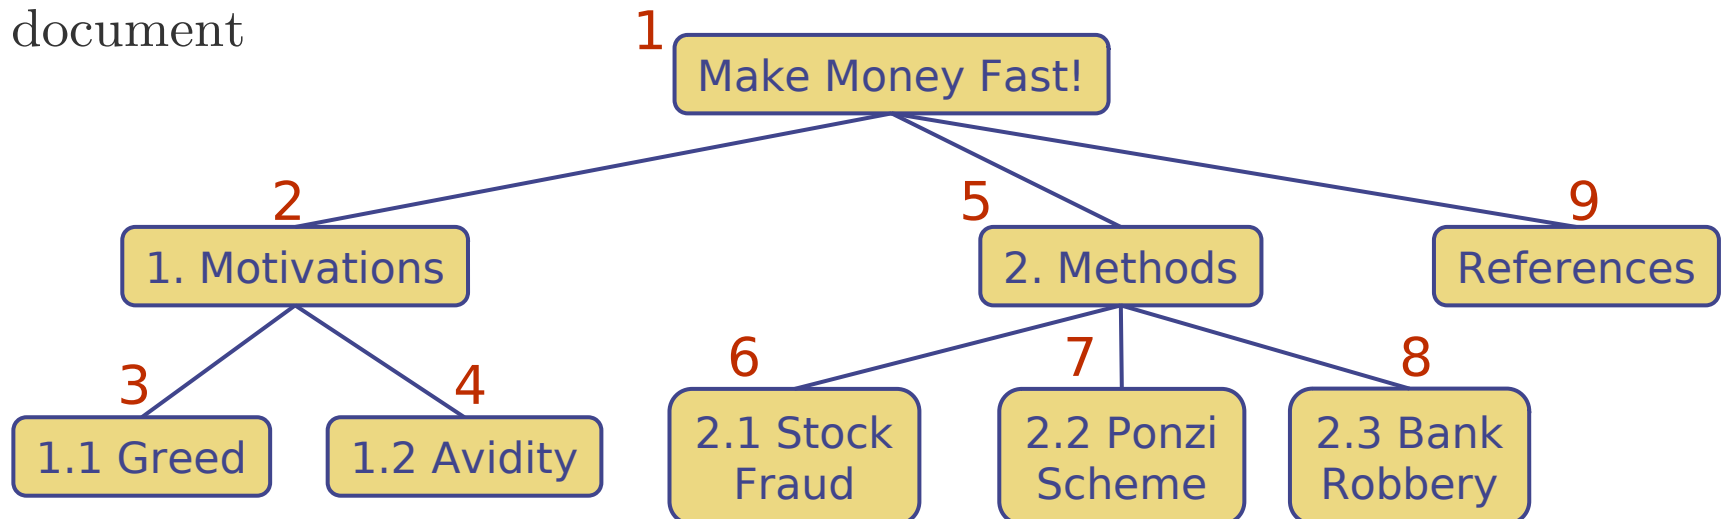 document
1
Make Money Fast!
2
5
9
1. Motivations
2. Methods
References
3
4
6
7
8
1.1 Greed
1.2 Avidity
2.1 Stock
Fraud
2.2 Ponzi
Scheme
2.3 Bank
Robbery